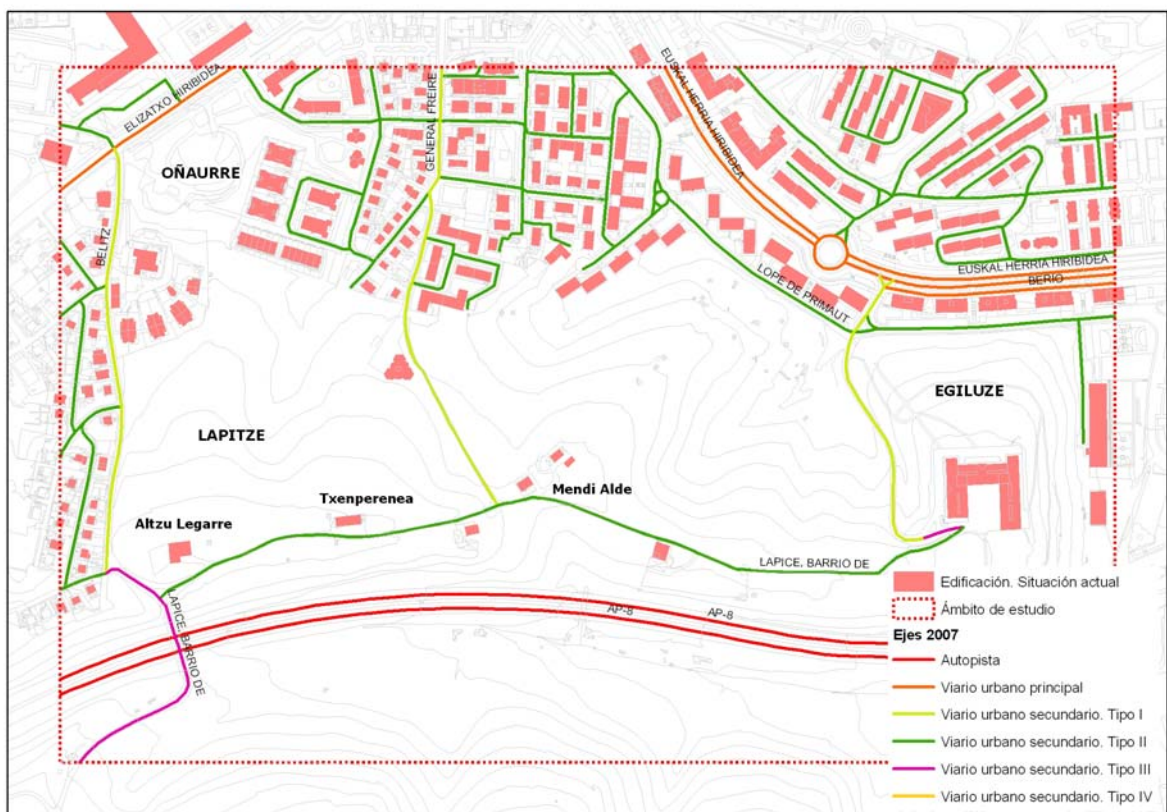 ELIZATXO HIRIBIDEA
GENERAL FREIRE
EUSKAL HERRIA HIRIBIDEA
OÑAURRE
BELITZ
LOPE DE PRIMAUT
EUSKAL HERRIA HIRIBIDEA
BERIO
EGILUZE
LAPITZE
Mendi Alde
Txenperenea
Altzu Legarre
LAPICE, BARRIO DE
LAPICE, BARRIO DE
AP-8
AP-8
Edificación. Situación actual
Ámbito de estudio
Ejes 2007
Autopista
Viario urbano principal
Viario urbano secundario. Tipo I
Viario urbano secundario. Tipo II
Viario urbano secundario. Tipo III
Viario urbano secundario. Tipo IV